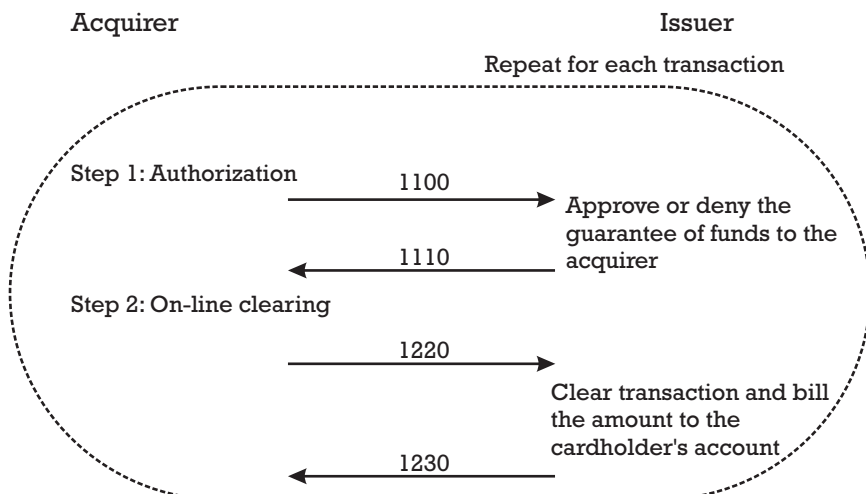 Acquirer
Issuer
Repeat for each transaction
Step 1: Authorization
1100
Approve or deny the
guarantee of funds to the
acquirer
1110
Step 2: On-line clearing
1220
Clear transaction and bill
the amount to the
cardholder's account
1230